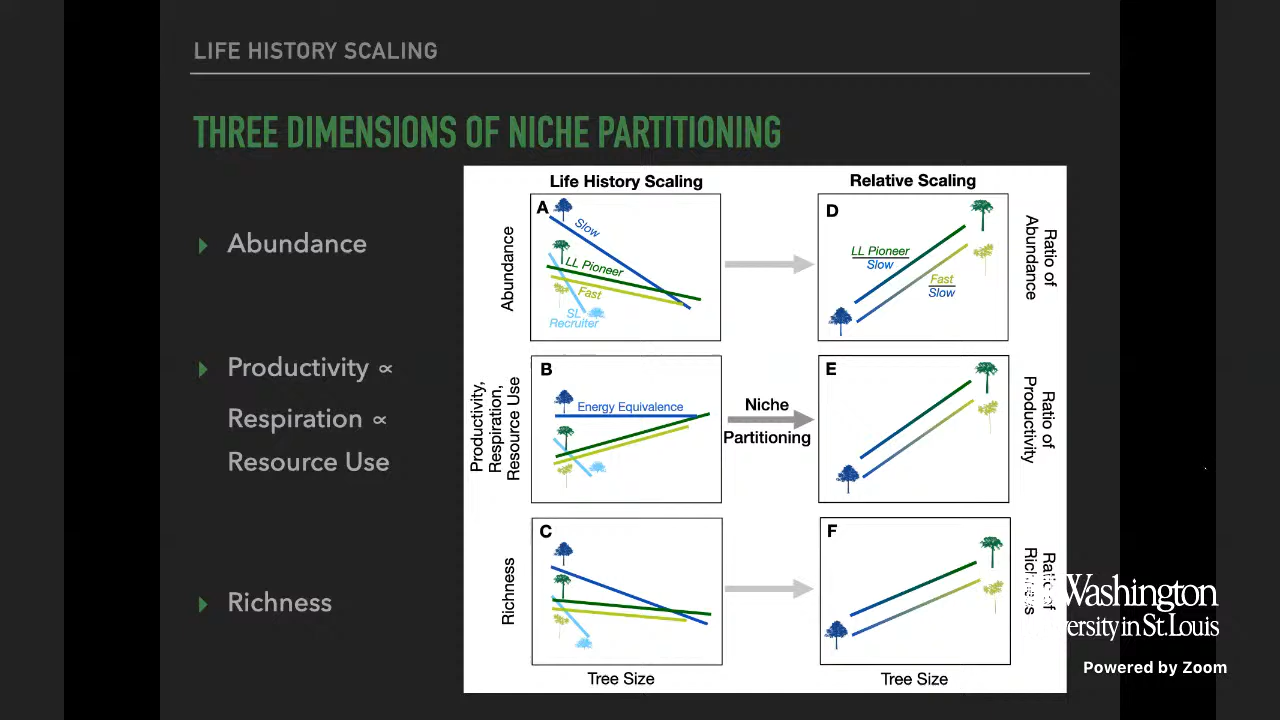 LIFE HISTORY SCALING
THREE DIMENSIONS OF NICHE PARTITIONING
Abundance
Productivity ∝
Respiration ∝
Resource Use
Richness
Life History Scaling
Relative Scaling
A
Slow
LL Pioneer
Fast
SL
Recruiter
Abundance
D
LL Pioneer
Slow
Fast
Slow
Ratio of
Abundance
B
Energy Equivalence
Productivity,
Respiration,
Resource Use
Niche
Partitioning
E
Ratio of
Productivity
C
Richness
F
Ratio of
Tree Size
Tree Size
Washington
University in St. Louis
Powered by Zoom